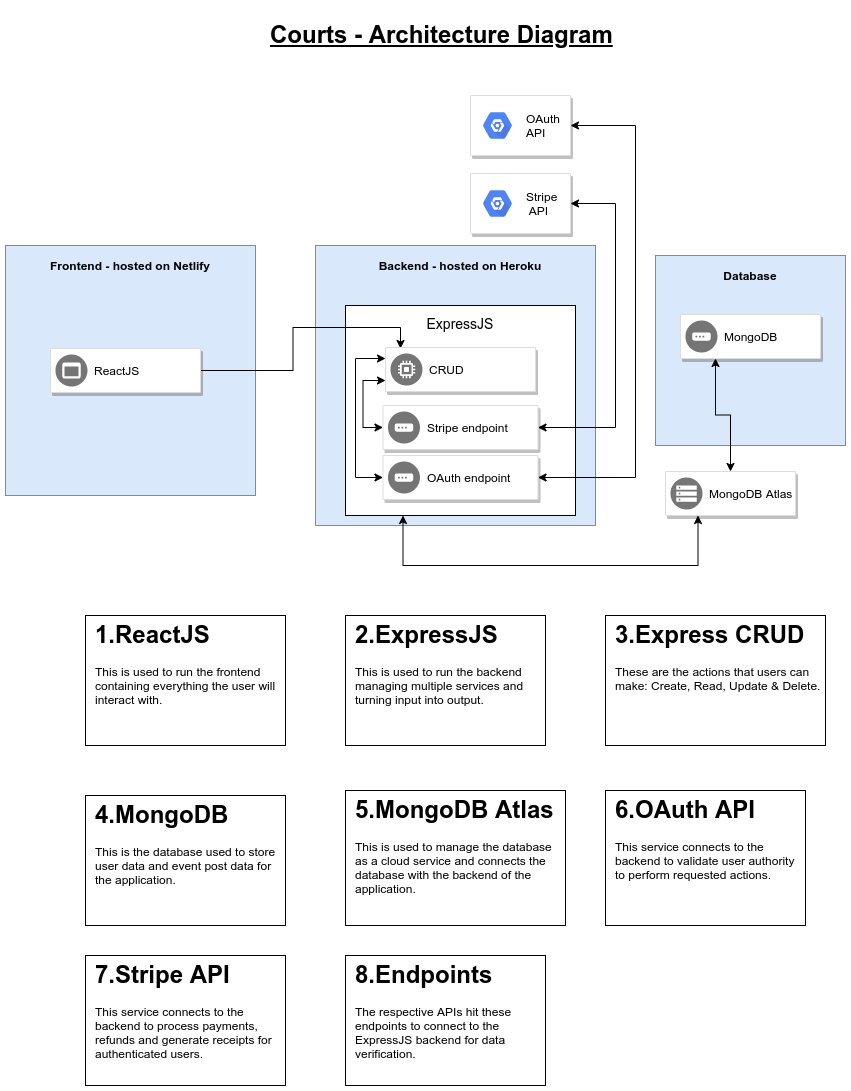 Courts - Architecture Diagram
OAuth
API
Stripe
API
Frontend - hosted on Netlify
Backend - hosted on Heroku
Database
ExpressJS
MongoDB
ReactJS
CRUD
Stripe endpoint
OAuth endpoint
MongoDB Atlas
1.ReactJS
This is used to run the frontend
containing everything the user will
interact with.
2.ExpressJS
This is used to run the backend
managing multiple services and
turning input into output.
3.Express CRUD
These are the actions that users can
make: Create, Read, Update & Delete.
4.MongoDB
This is the database used to store
user data and event post data for
the application.
5.MongoDB Atlas
This is used to manage the database
as a cloud service and connects the
database with the backend of the
application.
6.OAuth API
This service connects to the
backend to validate user authority
to perform requested actions.
7.Stripe API
This service connects to the
backend to process payments,
refunds and generate receipts for
authenticated users.
8.Endpoints
The respective APIs hit these
endpoints to connect to the
ExpressJS backend for data
verification.